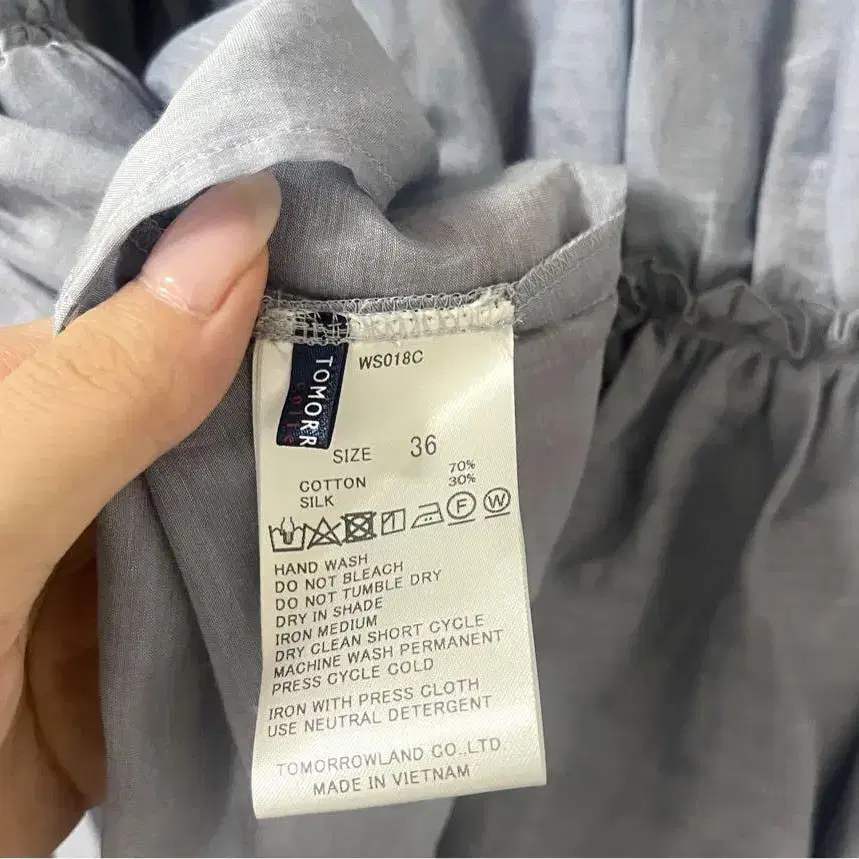 WS018C
TOMORR
colle
SIZE 36
COTTON 70%
SILK 30%
F W
HAND WASH
DO NOT BLEACH
DO NOT TUMBLE DRY
DRY IN SHADE
IRON MEDIUM
DRY CLEAN SHORT CYCLE
MACHINE WASH PERMANENT
PRESS CYCLE COLD
IRON WITH PRESS CLOTH
USE NEUTRAL DETERGENT
TOMORROWLAND CO.,LTD.
MADE IN VIETNAM